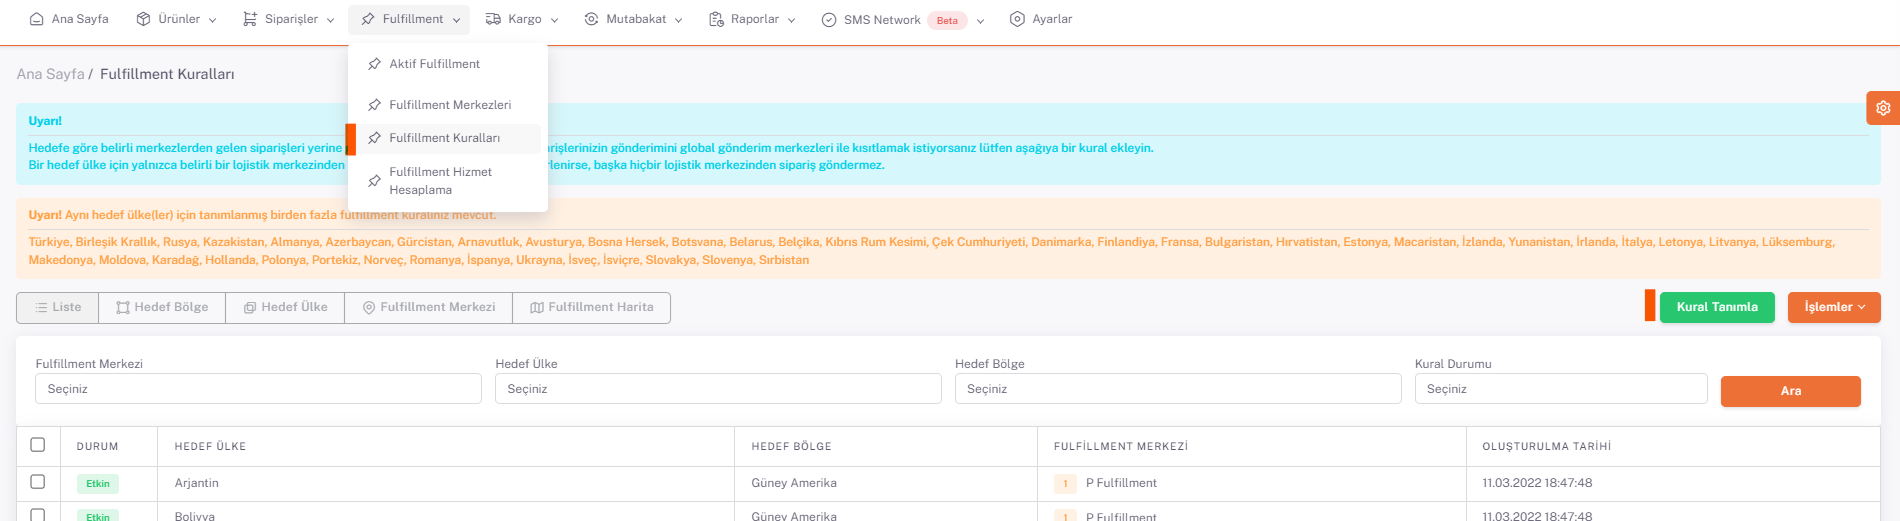 Ana Sayfa
Ürünler
Siparişler
Fulfillment
Kargo
Mutabakat
Raporlar
SMS Network Beta
Ayarlar
Aktif Fulfillment
Fulfillment Merkezleri
Fulfillment Kuralları
Fulfillment Hizmet
Hesaplama
Ana Sayfa / Fulfillment Kuralları
Uyarı!
Hedefe göre belirli merkezlerden gelen siparişleri yerine rişlerinizin gönderimini global gönderim merkezleri ile kısıtlamak istiyorsanız lütfen aşağıya bir kural ekleyin.
Bir hedef ülke için yalnızca belirli bir lojistik merkezinden rlenirse, başka hiçbir lojistik merkezinden sipariş göndermez.
Uyarı! Aynı hedef ülke(ler) için tanımlanmış birden fazla fulfillment kuralınız mevcut.
Türkiye, Birleşik Krallık, Rusya, Kazakistan, Almanya, Azerbaycan, Gürcistan, Arnavutluk, Avusturya, Bosna Hersek, Botsvana, Belarus, Belçika, Kıbrıs Rum Kesimi, Çek Cumhuriyeti, Danimarka, Finlandiya, Fransa, Bulgaristan, Hırvatistan, Estonya, Macaristan, İzlanda, Yunanistan, İrlanda, İtalya, Letonya, Litvanya, Lüksemburg,
Makedonya, Moldova, Karadağ, Hollanda, Polonya, Portekiz, Norveç, Romanya, İspanya, Ukrayna, İsveç, İsviçre, Slovakya, Slovenya, Sırbistan
Liste
Hedef Bölge
Hedef Ülke
Fulfillment Merkezi
Fulfillment Harita
Kural Tanımla
İşlemler
Fulfillment Merkezi
Hedef Ülke
Hedef Bölge
Kural Durumu
Seçiniz
Seçiniz
Seçiniz
Seçiniz
Ara
DURUM
HEDEF ÜLKE
HEDEF BÖLGE
FULFİLLMENT MERKEZİ
OLUŞTURULMA TARİHİ
Etkin
Arjantin
Güney Amerika
1 P Fulfillment
11.03.2022 18:47:48
Etkin
Bolivya
Güney Amerika
1 P Fulfillment
11.03.2022 18:47:48